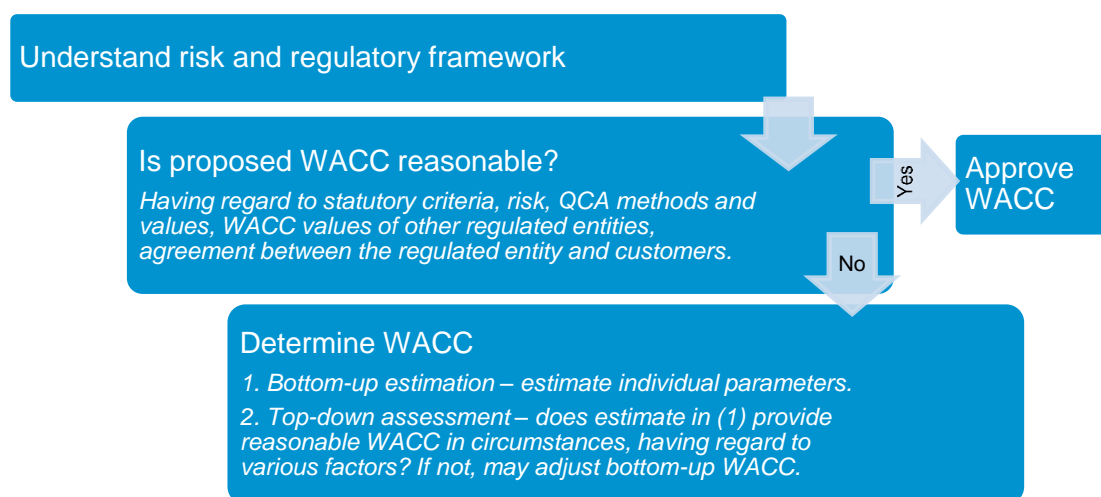 Understand risk and regulatory framework
Is proposed WACC reasonable?
Having regard to statutory criteria, risk, QCA methods and
values, WACC values of other regulated entities,
agreement between the regulated entity and customers.
Yes
Approve
WACC
No
Determine WACC
1. Bottom-up estimation – estimate individual parameters.
2. Top-down assessment – does estimate in (1) provide
reasonable WACC in circumstances, having regard to
various factors? If not, may adjust bottom-up WACC.